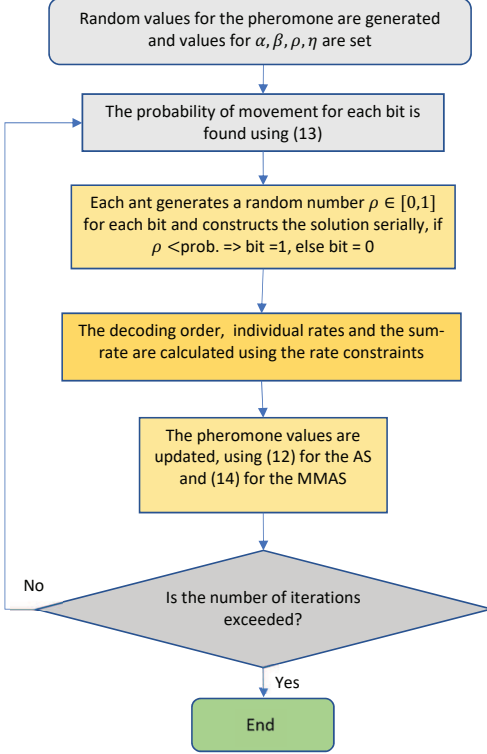 Random values for the pheromone are generated
and values for α, β, ρ, η are set
The probability of movement for each bit is
found using (13)
Each ant generates a random number ρ ∈ [0,1]
for each bit and constructs the solution serially, if
ρ <prob. => bit =1, else bit = 0
The decoding order, individual rates and the sum-
rate are calculated using the rate constraints
The pheromone values are
updated, using (12) for the AS
and (14) for the MMAS
Is the number of iterations
exceeded?
No
Yes
End